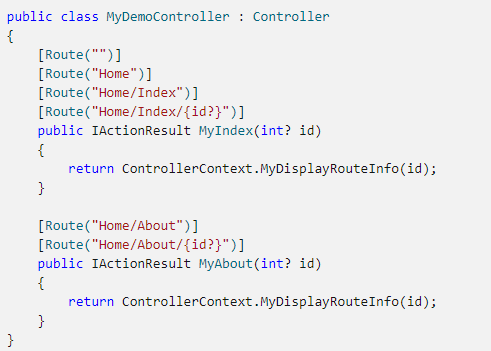 public class MyDemoController : Controller
{
    [Route("")]
    [Route("Home")]
    [Route("Home/Index")]
    [Route("Home/Index/{id?}")]
    public IActionResult MyIndex(int? id)
    {
        return ControllerContext.MyDisplayRouteInfo(id);
    }

    [Route("Home/About")]
    [Route("Home/About/{id?}")]
    public IActionResult MyAbout(int? id)
    {
        return ControllerContext.MyDisplayRouteInfo(id);
    }
}